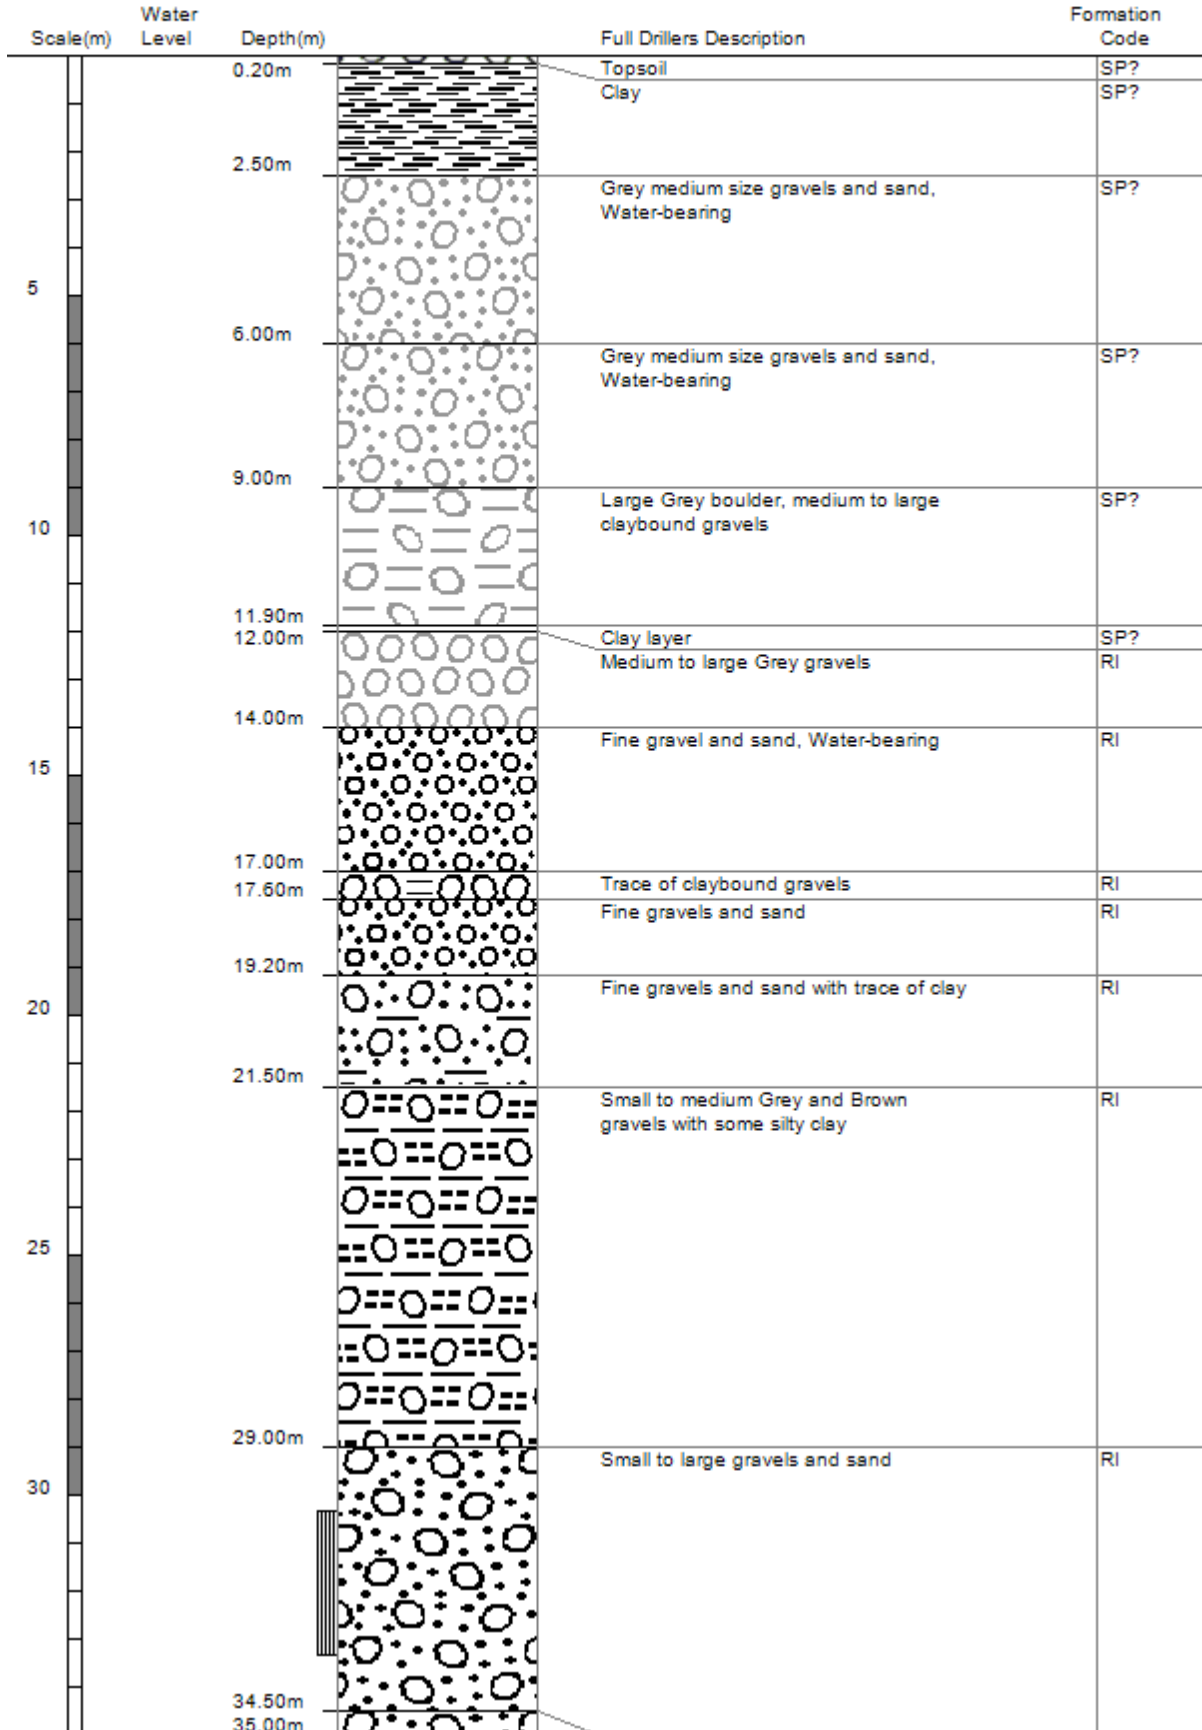 Water Formation
Scale(m) Level Depth(m) Full Drillers Description Code
0.20m Topsoil SP?
Clay SP?
2.50m
Grey medium size gravels and sand, SP?
Water-bearing
5
6.00m
Grey medium size gravels and sand, SP?
Water-bearing
9.00m
Large Grey boulder, medium to large SP?
10 claybound gravels
11.90m
12.00m Clay layer SP?
Medium to large Grey gravels RI
14.00m
Fine gravel and sand, Water-bearing RI
15
17.00m
17.60m Trace of claybound gravels RI
Fine gravels and sand RI
19.20m
Fine gravels and sand with trace of clay RI
20
21.50m
Small to medium Grey and Brown RI
gravels with some silty clay
25
29.00m
Small to large gravels and sand RI
30
34.50m
35.00m